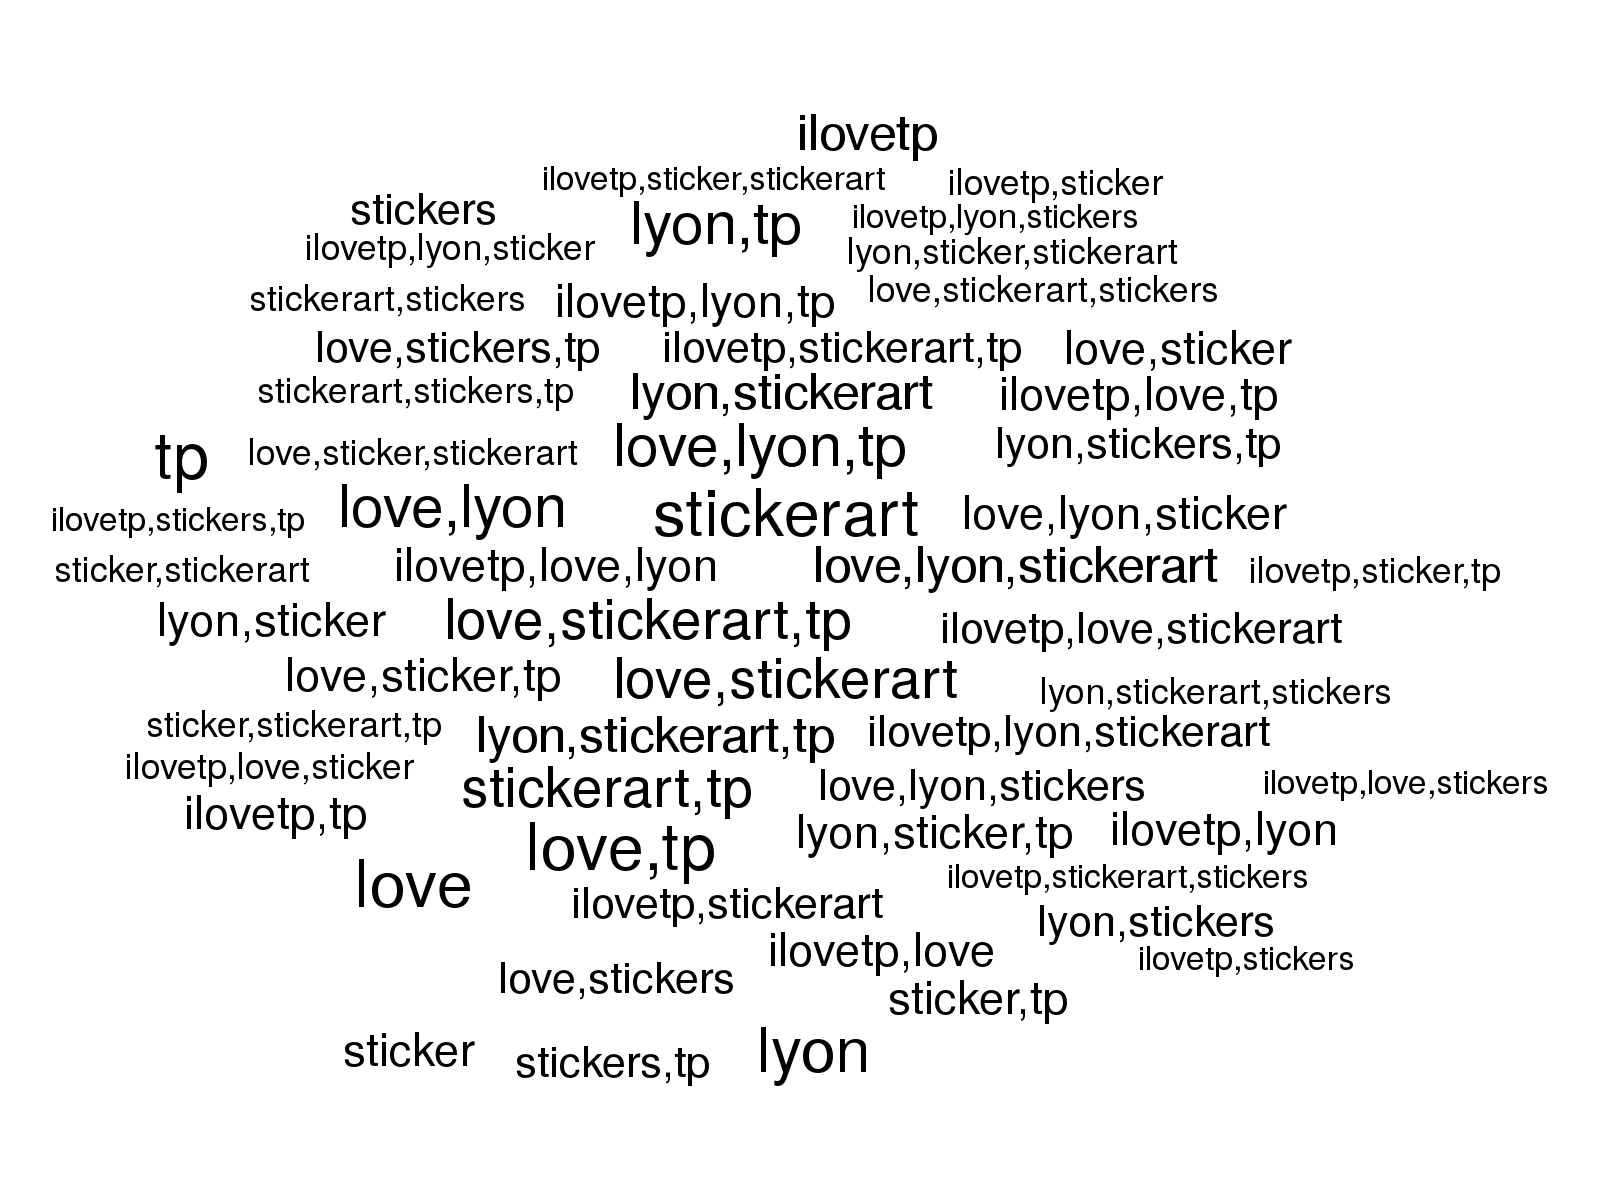 ilovetp
ilovetp,sticker,stickerart ilovetp,sticker
stickers lyon,tp ilovetp,lyon,stickers
ilovetp,lyon,sticker lyon,sticker,stickerart
stickerart,stickers ilovetp,lyon,tp love,stickerart,stickers
love,stickers,tp ilovetp,stickerart,tp love,sticker
stickerart,stickers,tp lyon,stickerart ilovetp,love,tp
tp love,sticker,stickerart love,lyon,tp lyon,stickers,tp
ilovetp,stickers,tp love,lyon stickerart love,lyon,sticker
sticker,stickerart ilovetp,love,lyon love,lyon,stickerart ilovetp,sticker,tp
lyon,sticker love,stickerart,tp ilovetp,love,stickerart
love,sticker,tp love,stickerart lyon,stickerart,stickers
sticker,stickerart,tp lyon,stickerart,tp ilovetp,lyon,stickerart
ilovetp,love,sticker stickerart,tp love,lyon,stickers ilovetp,love,stickers
ilovetp,tp lyon,sticker,tp ilovetp,lyon
love,tp
love ilovetp,stickerart ilovetp,stickerart,stickers
lyon,stickers
ilovetp,love ilovetp,stickers
love,stickers sticker,tp
sticker stickers,tp lyon